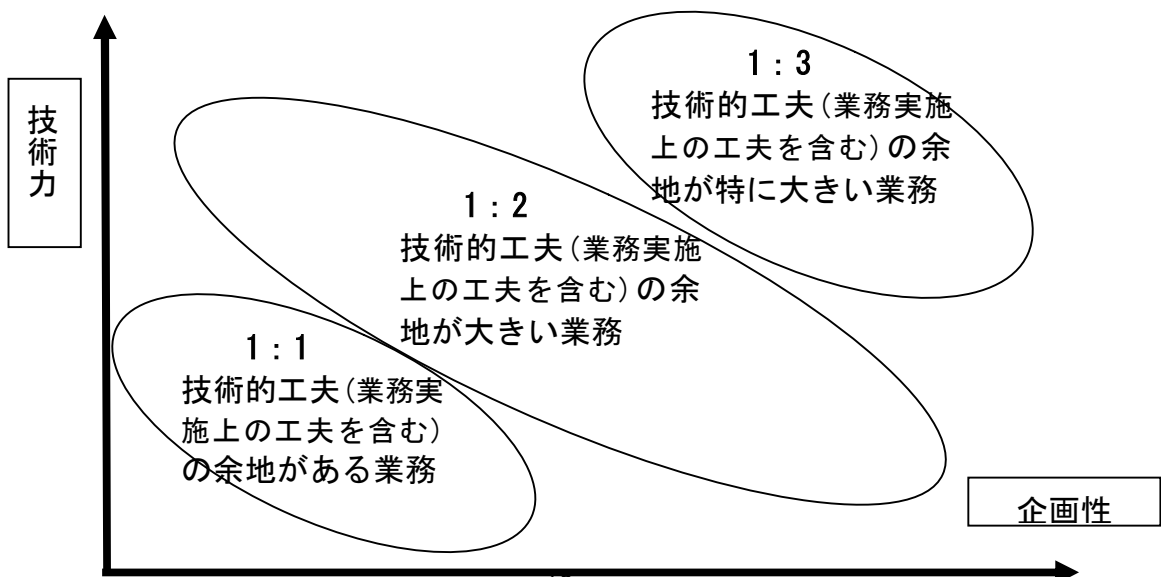 技術力
1：3
技術的工夫（業務実施
上の工夫を含む）の余
地が特に大きい業務
1：2
技術的工夫（業務実施
上の工夫を含む）の余
地が大きい業務
1：1
技術的工夫（業務実
施上の工夫を含む）
の余地がある業務
企画性